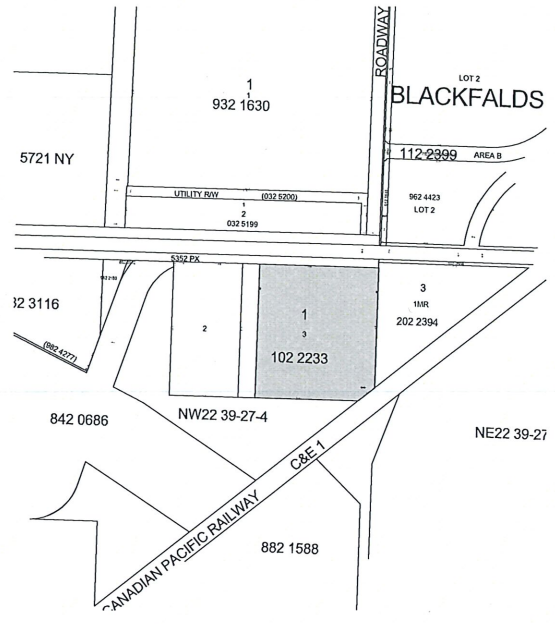 ROADWAY
1
1
932 1630
LOT 2
BLACKFALDS
5721 NY
112 2399
AREA B
UTILITY R/W
(032 5200)
1
2
032 5199
962 4423
LOT 2
5352 PX
32 3116
(982 4277)
2
1
3
102 2233
3
1MR
202 2394
842 0686
NW22 39-27-4
NE22 39-27
C&E 1
CANADIAN PACIFIC RAILWAY
882 1588